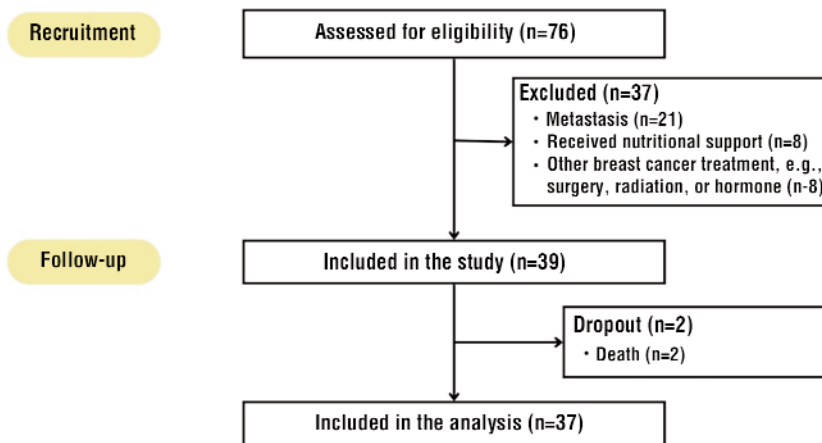 Recruitment
Assessed for eligibility (n=76)
Excluded (n=37)
· Metastasis (n=21)
· Received nutritional support (n=8)
· Other breast cancer treatment, e.g.,
surgery, radiation, or hormone (n-8)
Follow-up
Included in the study (n=39)
Dropout (n=2)
· Death (n=2)
Included in the analysis (n=37)